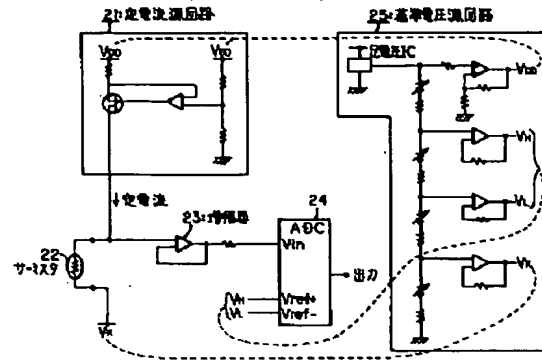 21:定電流源回路
25:基準電圧源回路
VDD
VDD
定電圧IC
VDD
VH
VL
VR
↓定電流
23:増幅器
24
ADC
Vin
22
サーミスタ
出力
VH
VL
Vref+
Vref-
VR